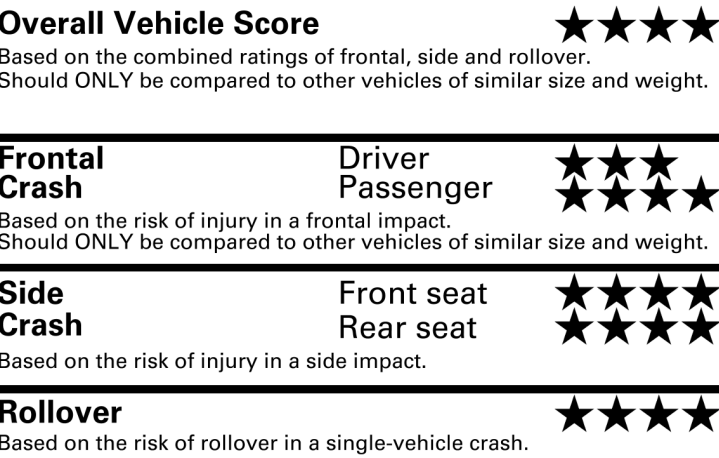 Overall Vehicle Score ★★★★
Based on the combined ratings of frontal, side and rollover.
Should ONLY be compared to other vehicles of similar size and weight.
Frontal Driver ★★★
Crash Passenger ★★★★
Based on the risk of injury in a frontal impact.
Should ONLY be compared to other vehicles of similar size and weight.
Side Front seat ★★★★
Crash Rear seat ★★★★
Based on the risk of injury in a side impact.
Rollover ★★★★
Based on the risk of rollover in a single-vehicle crash.